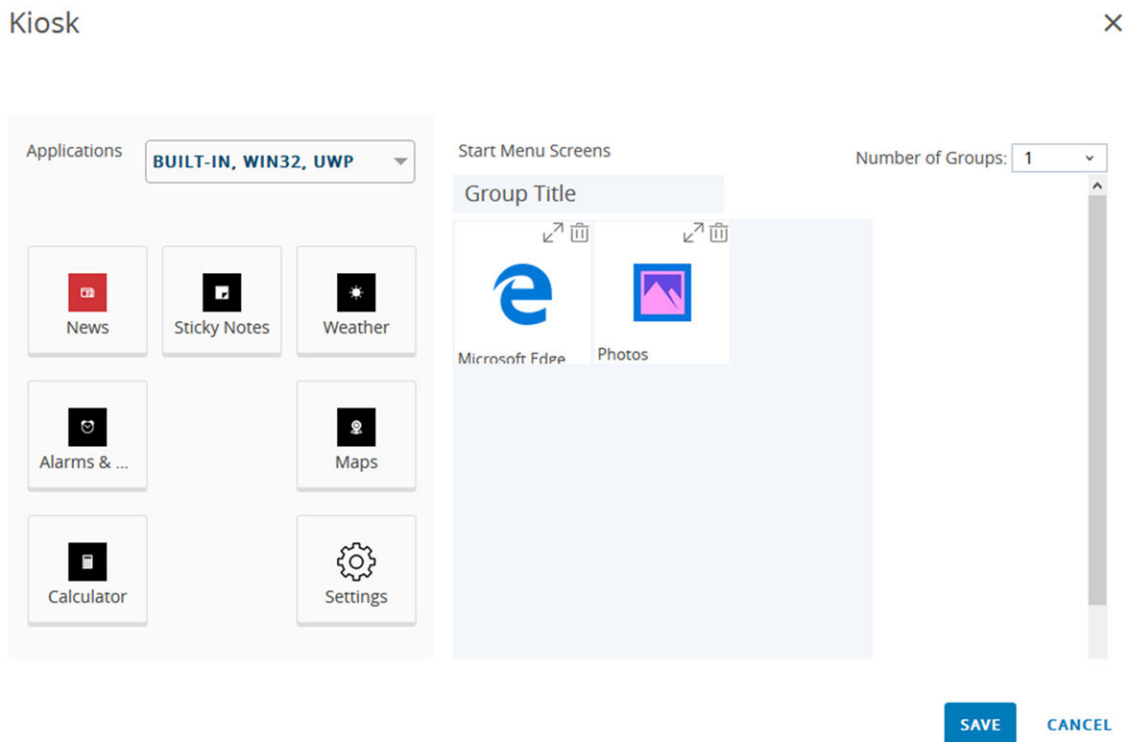 Kiosk
Applications
BUILT-IN, WIN32, UWP
News
Sticky Notes
Weather
Alarms & ...
Maps
Calculator
Settings
Start Menu Screens
Number of Groups: 1
Group Title
Microsoft Edge
Photos
SAVE
CANCEL